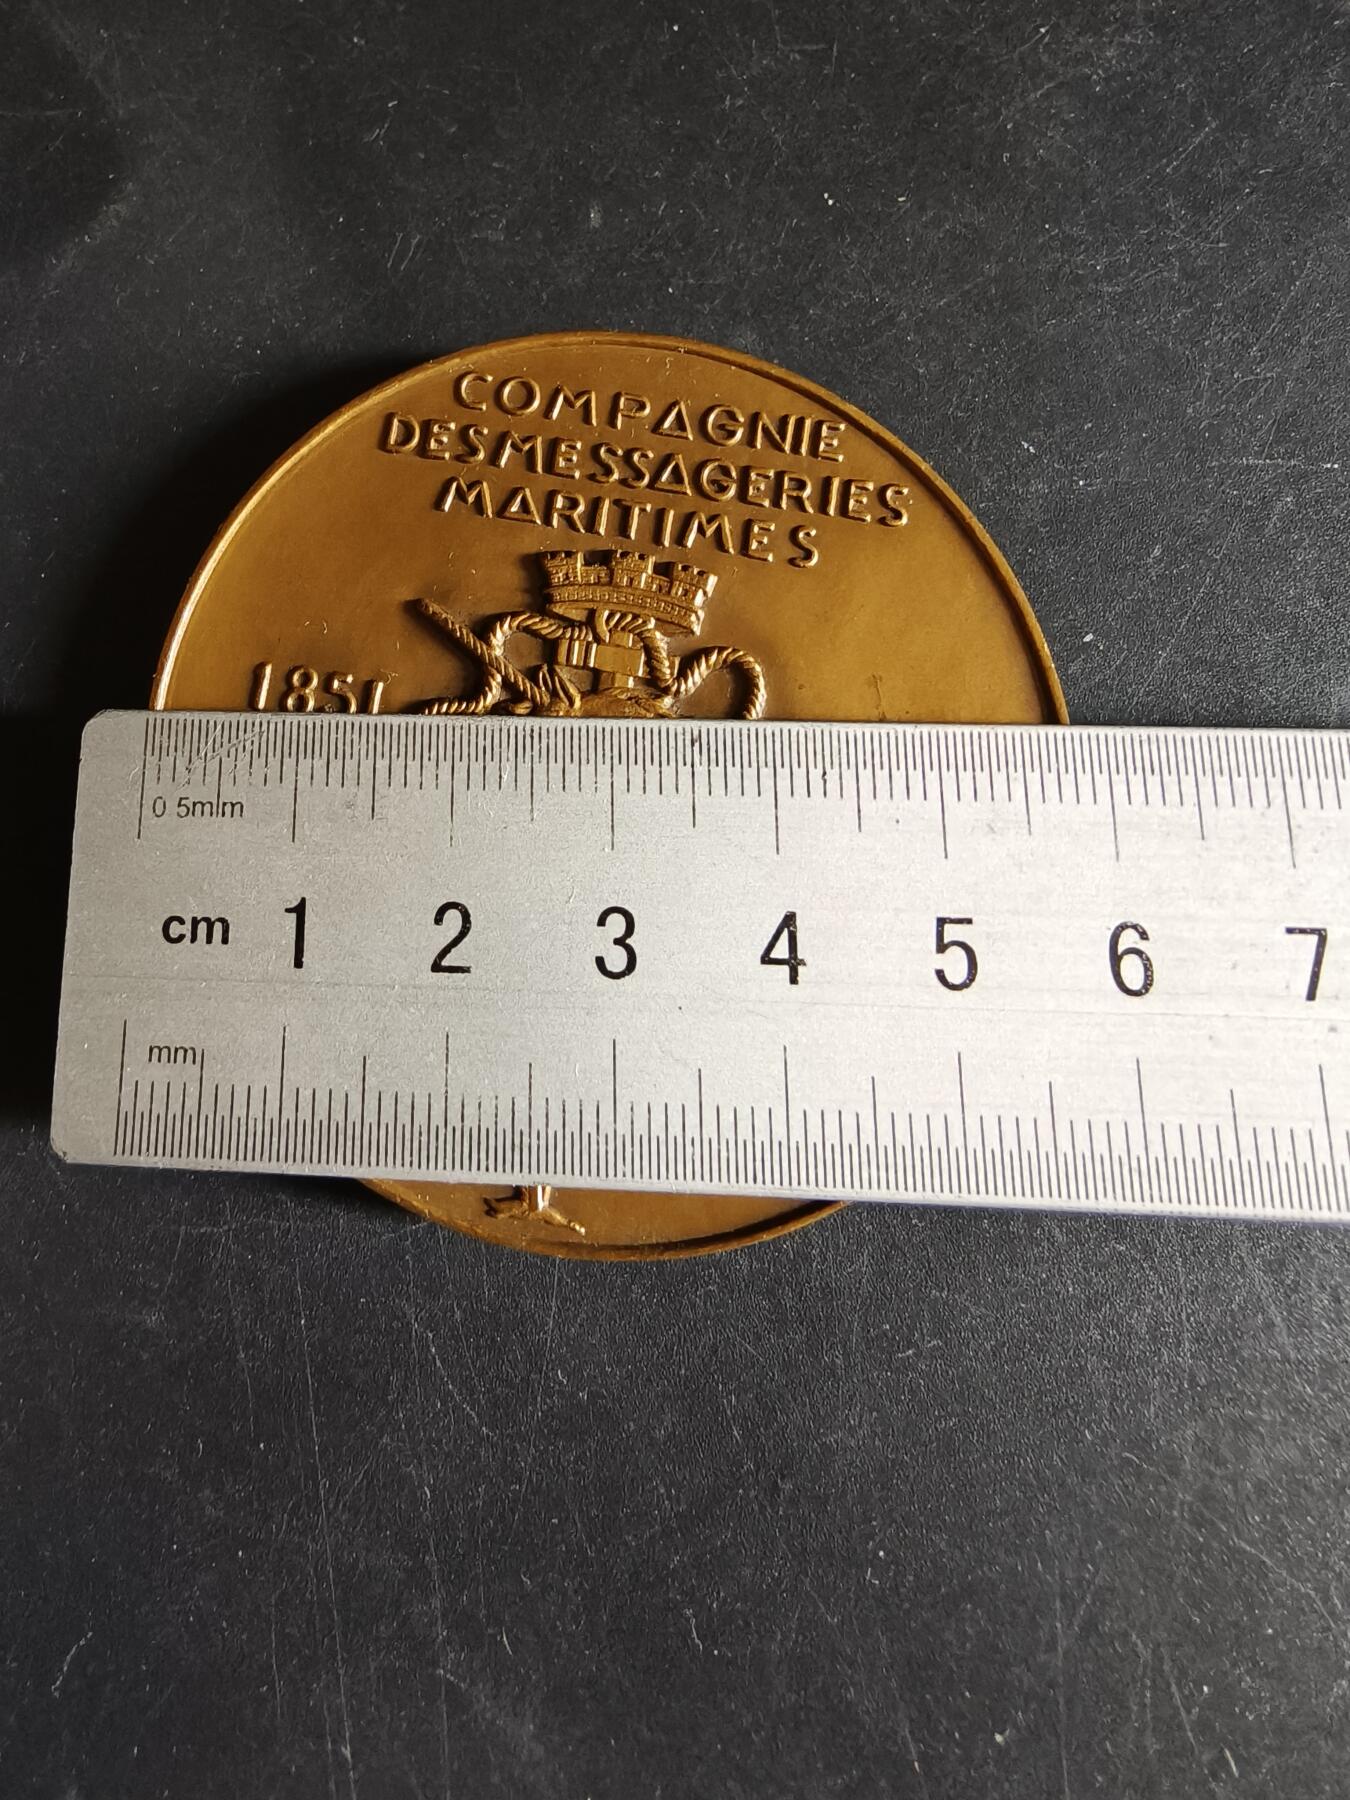 COMPAGNIE
DES MESSAGERIES
MARITIMES
1851
0 5mm
cm 1 2 3 4 5 6 7
mm